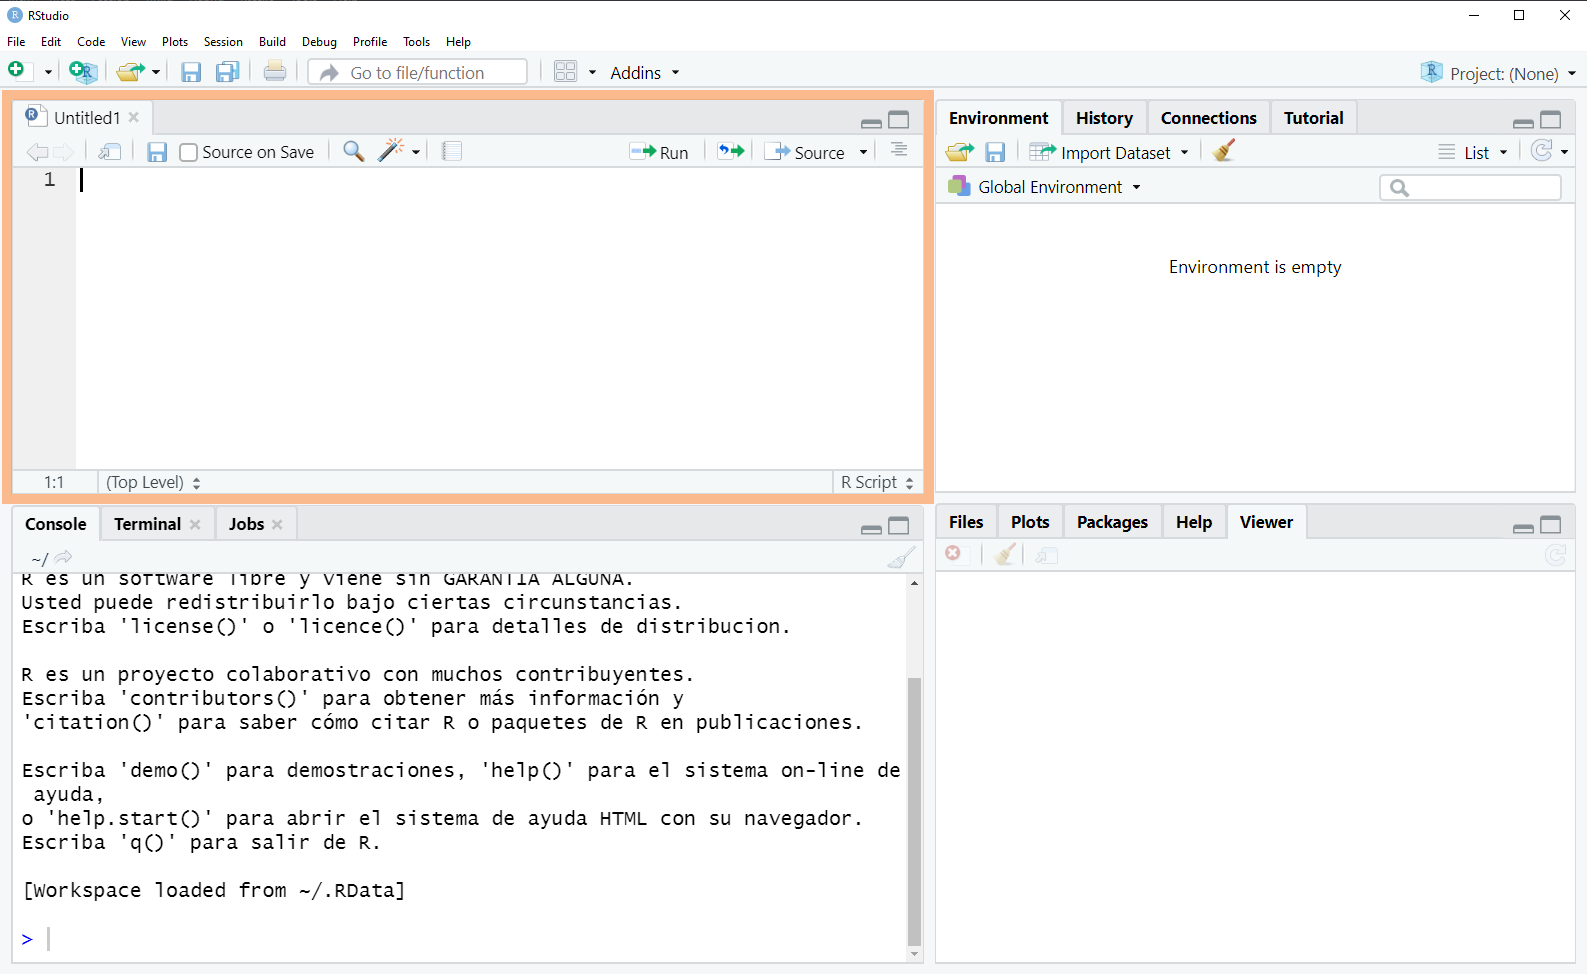 RStudio
File Edit Code View Plots Session Build Debug Profile Tools Help
Go to file/function Addins Project: (None)
Untitled1
Source on Save Run Source
1
1:1 (Top Level) R Script
Environment History Connections Tutorial
Import Dataset List
Global Environment
Environment is empty
Console Terminal Jobs
~/
R es un software libre y viene sin GARANTIA ALGUNA.
Usted puede redistribuirlo bajo ciertas circunstancias.
Escriba 'license()' o 'licence()' para detalles de distribucion.
R es un proyecto colaborativo con muchos contribuyentes.
Escriba 'contributors()' para obtener más información y
'citation()' para saber cómo citar R o paquetes de R en publicaciones.
Escriba 'demo()' para demostraciones, 'help()' para el sistema on-line de
ayuda,
o 'help.start()' para abrir el sistema de ayuda HTML con su navegador.
Escriba 'q()' para salir de R.
[Workspace loaded from ~/.RData]
>
Files Plots Packages Help Viewer